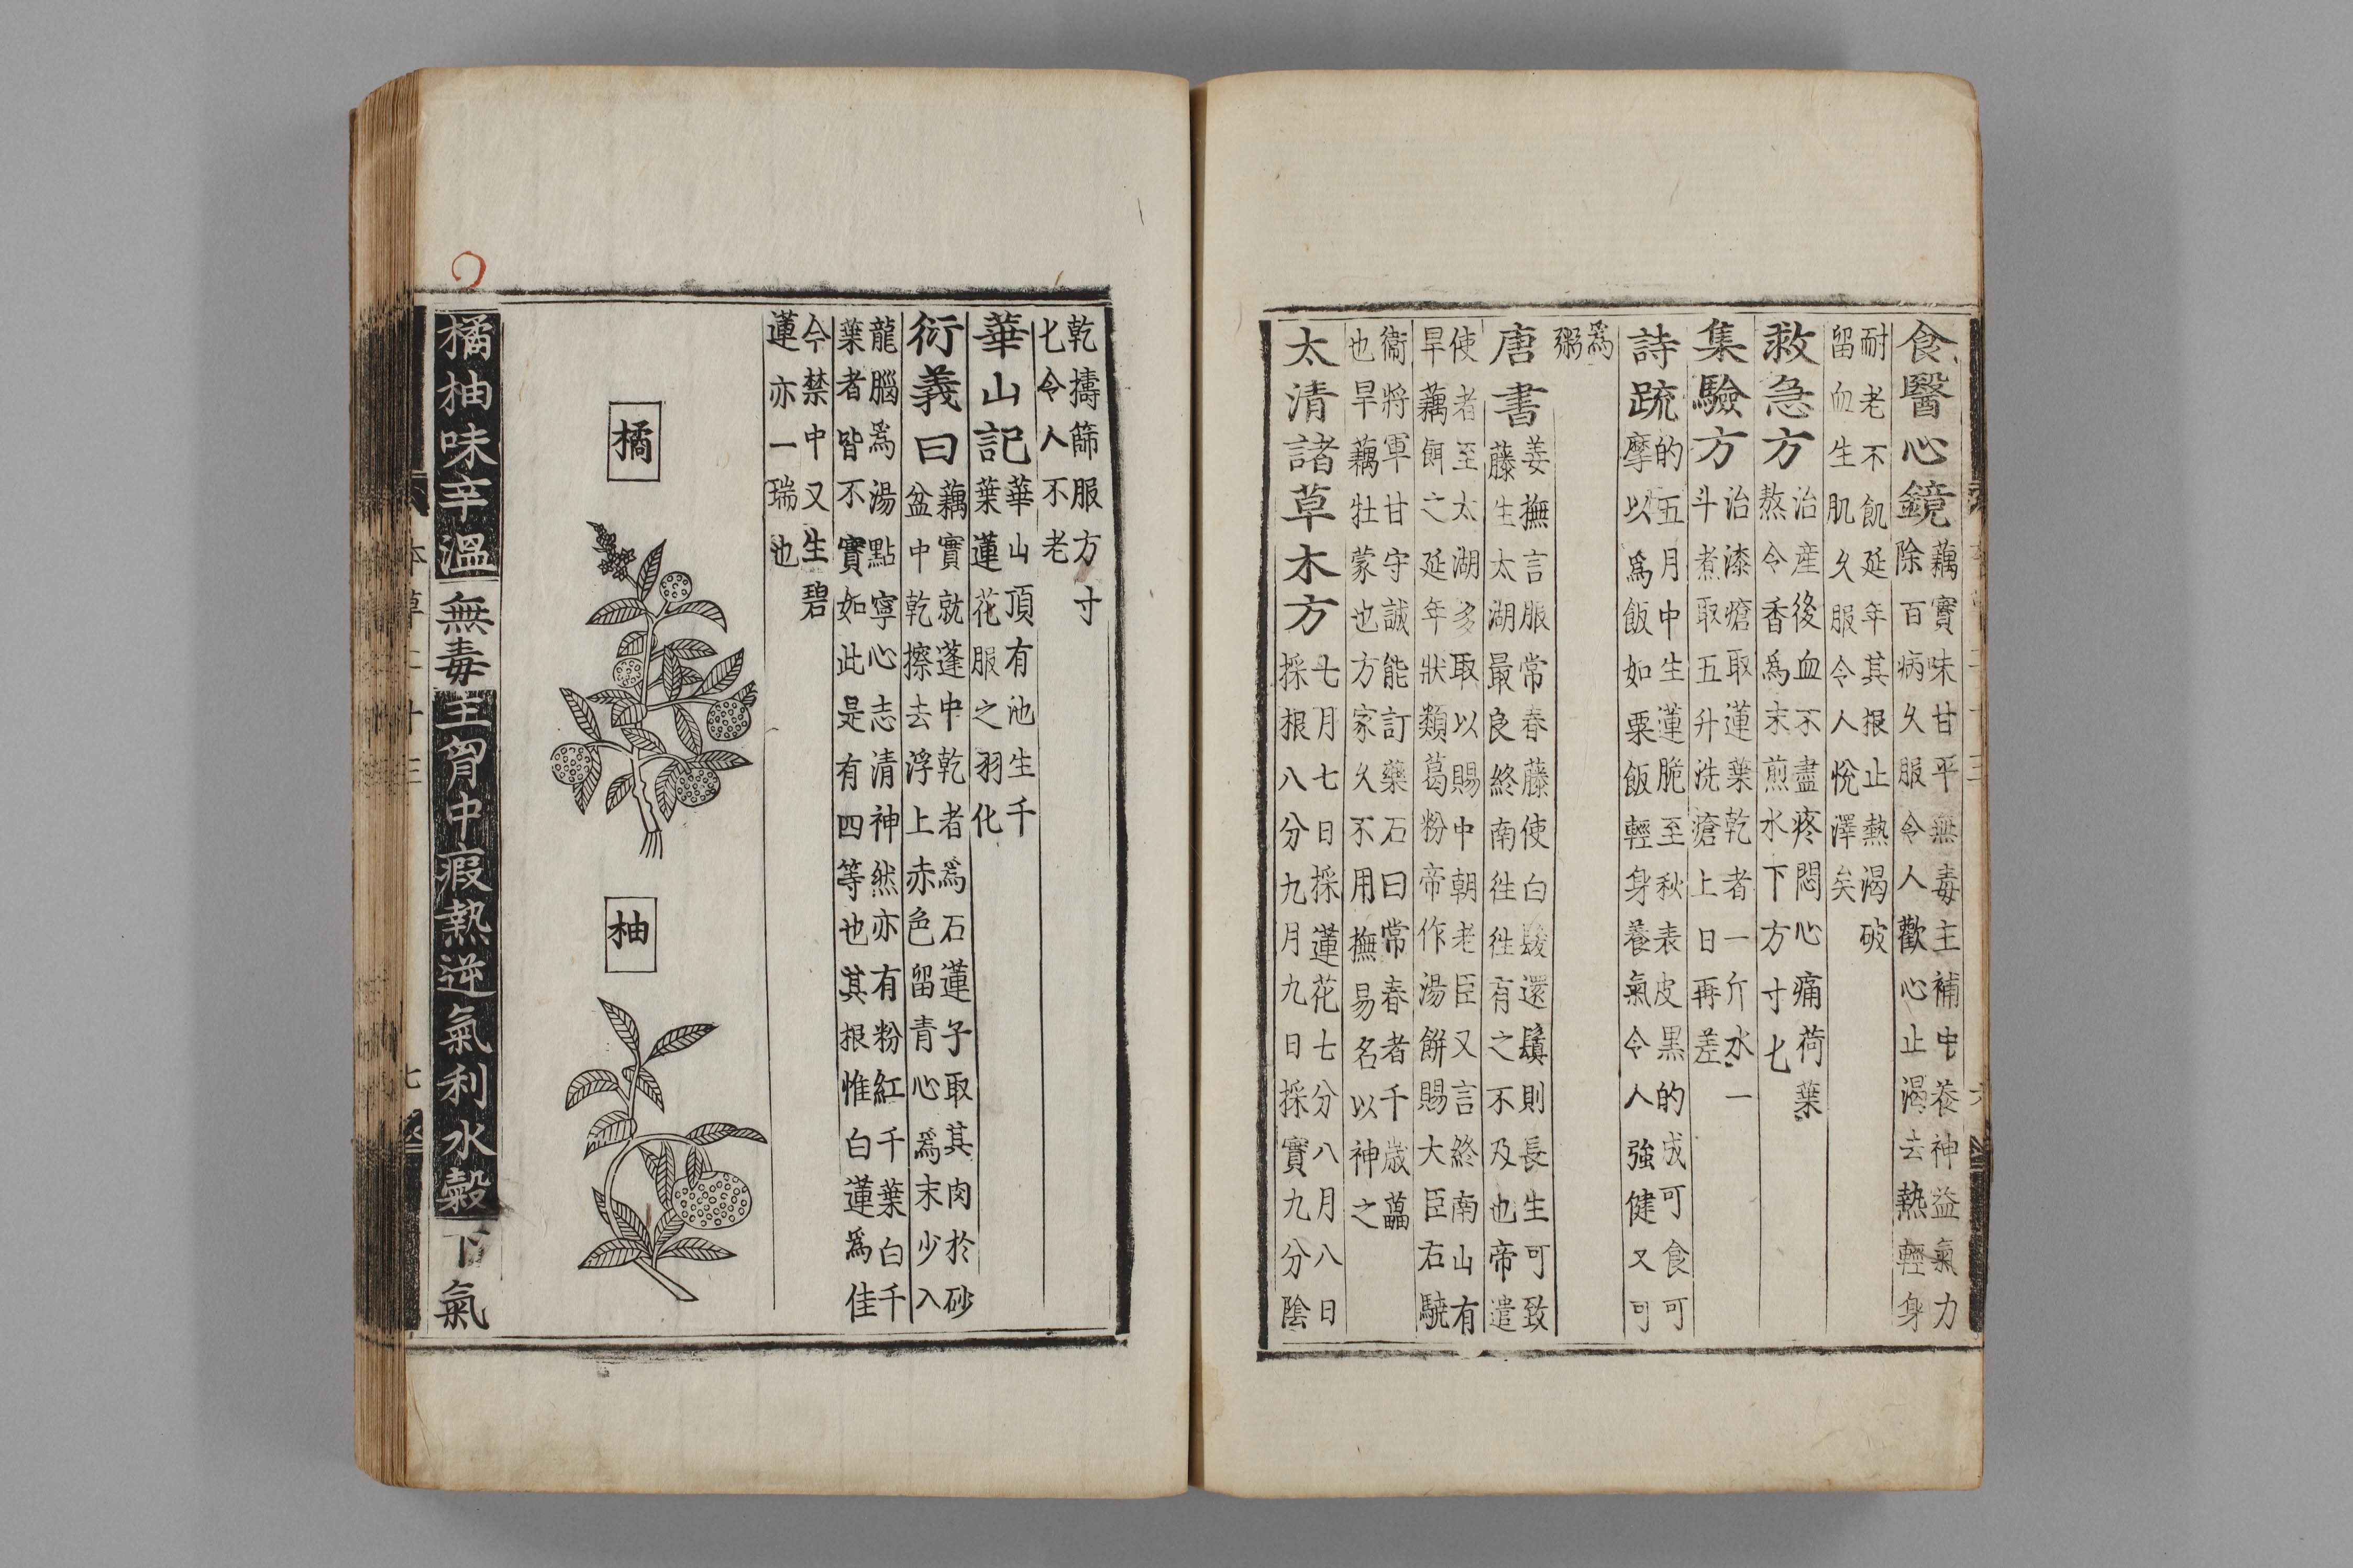 食醫心鏡
藕實味甘平無毒主補中養神益氣力
除百病久服令人歡心止渴去熱輕身
耐老不飢延年其根止熱渴破
留血生肌久服令人悅澤矣
救急方
治産後血不盡疼悶心痛荷葉
熬令香爲末煎水下方寸匕
集驗方
治漆瘡取蓮葉乾者一斤水一
斗煮取五升洗瘡上日再差
詩疏
的五月中生蓮脆至秋表皮黒的成可食可
摩以爲飯如粟飯輕身養氣令人強健又可
爲
粥
唐書
姜撫言服常春藤使白髮還鬒則長生可致
藤生太湖最良終南往往有之不及也帝遣
使者至太湖多取以賜中朝老臣又言終南山有
旱藕餌之延年狀類葛粉帝作湯餅賜大臣右驍
衞將軍甘守誠能訂藥石曰常春者千歲藟
也旱藕牡蒙也方家久不用撫易名以神之
太清諸草木方
七月七日採蓮花七分八月八日
採根八分九月九日採實九分陰
乾擣篩服方寸
匕令人不老
華山記
華山頂有池生千
葉蓮花服之羽化
衍義曰
藕實就蓬中乾者爲石蓮子取其肉於砂
盆中乾擦去浮上赤色留青心爲末少入
龍腦爲湯點寧心志清神然亦有粉紅千葉白千
葉者皆不實如此是有四等也其根惟白蓮爲佳
今禁中又生碧
蓮亦一瑞也
橘
柚
橘柚味辛溫無毒主胷中瘕熱逆氣利水穀下氣